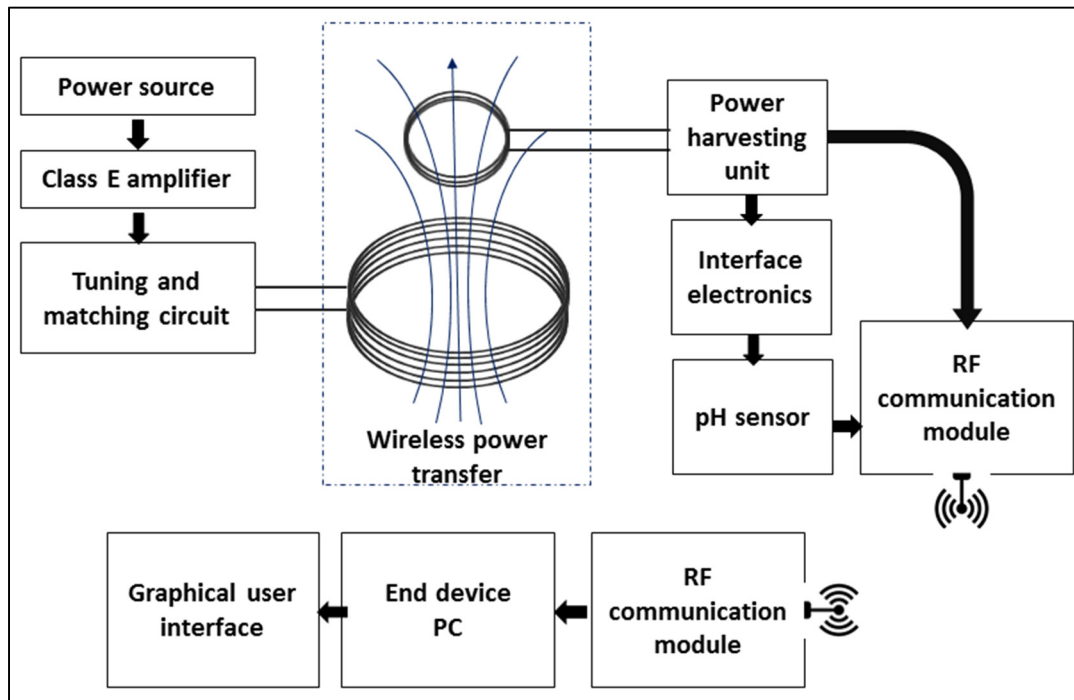 Power source
Class E amplifier
Tuning and
matching circuit
Wireless power
transfer
Power
harvesting
unit
Interface
electronics
pH sensor
RF
communication
module
Graphical user
interface
End device
PC
RF
communication
module